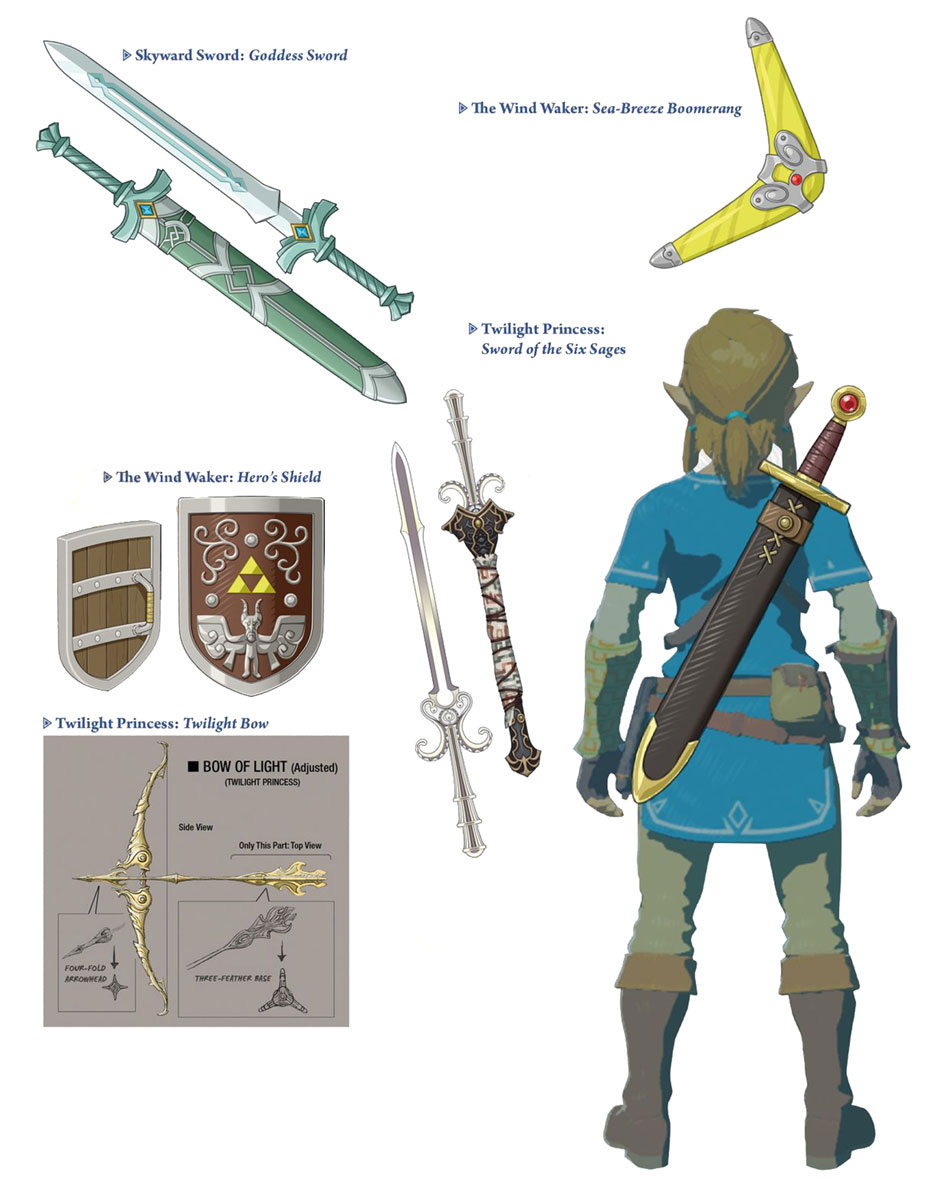 Skyward Sword: Goddess Sword
The Wind Waker: Sea-Breeze Boomerang
Twilight Princess:
Sword of the Six Sages
The Wind Waker: Hero's Shield
Twilight Princess: Twilight Bow
■ BOW OF LIGHT (Adjusted)
(TWILIGHT PRINCESS)
Side View
Only This Part: Top View
FOUR-FOLD
ARROWHEAD
THREE-FEATHER BASE